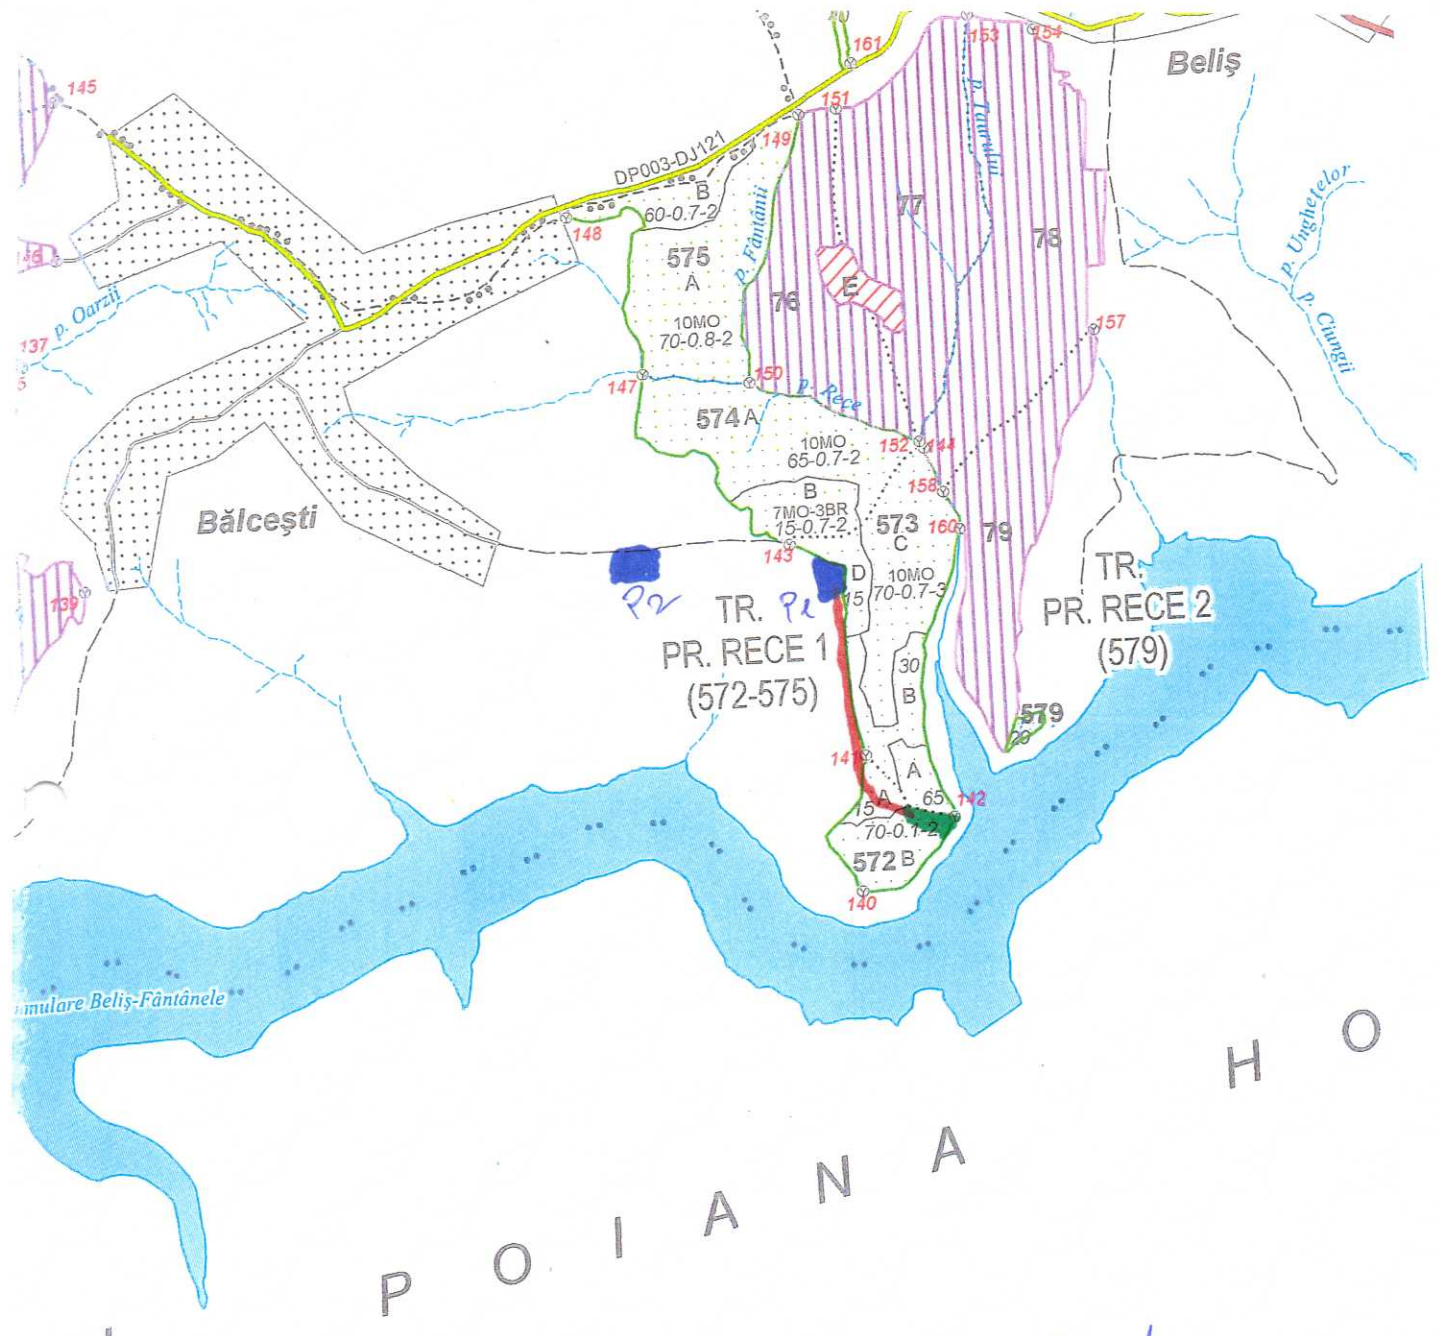 161
153
154
Beliş
145
151
149
p. Taurului
DP003-DJ121
B
60-0.7-2
148
77
78
p. Ungheţelor
575
A
p. Fântânii
E
76
p. Oarzii
p. Ciungii
10MO
70-0.8-2
157
137
147
150
p. Rece
574 A
10MO
65-0.7-2
152
144
158
B
7MO-3BR
15-0.7-2
573
C
160
79
Bălceşti
143
D
15
10MO
70-0.7-3
TR.
PR. RECE 2
(579)
P2
TR.
P1
PR. RECE 1
(572-575)
139
30
B
579
20
141
A
A
15
65
142
70-0.1-2
572 B
140
mulare Beliş-Fântânele
H O
P O I A N A